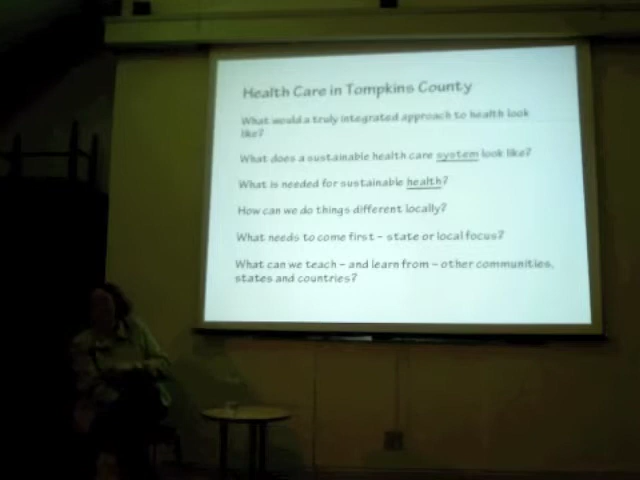 Health Care in Tompkins County
What would a truly integrated approach to health look
like?
What does a sustainable health care system look like?
What is needed for sustainable health?
How can we do things different locally?
What needs to come first – state or local focus?
What can we teach – and learn from – other communities,
states and countries?